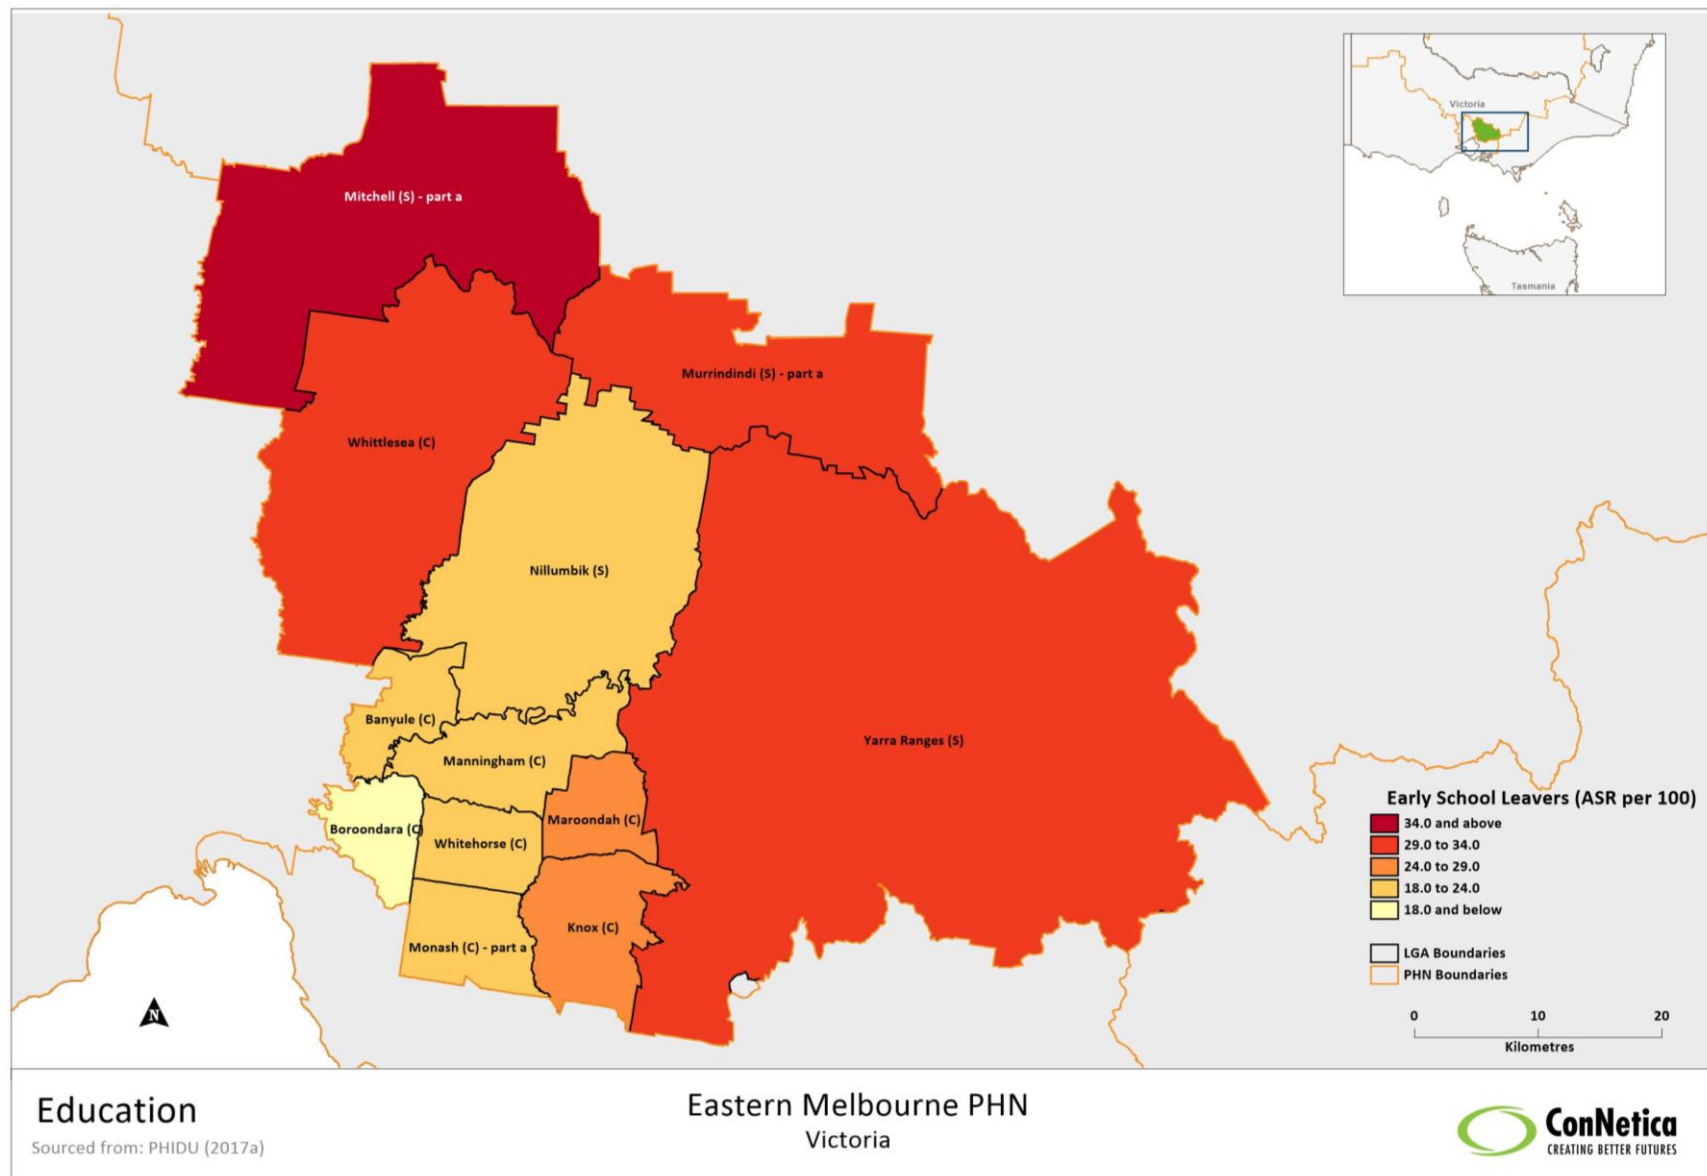 Victoria
Tasmania
Mitchell (S) - part a
Murrindindi (S) - part a
Whittlesea (C)
Nillumbik (S)
Banyule (C)
Yarra Ranges (S)
Manningham (C)
Boroondara (C)
Maroondah (C)
Whitehorse (C)
Knox (C)
Monash (C) - part a
Early School Leavers (ASR per 100)
34.0 and above
29.0 to 34.0
24.0 to 29.0
18.0 to 24.0
18.0 and below
LGA Boundaries
PHN Boundaries
0 10 20
Kilometres
N
Education
Sourced from: PHIDU (2017a)
Eastern Melbourne PHN
Victoria
ConNetica
CREATING BETTER FUTURES